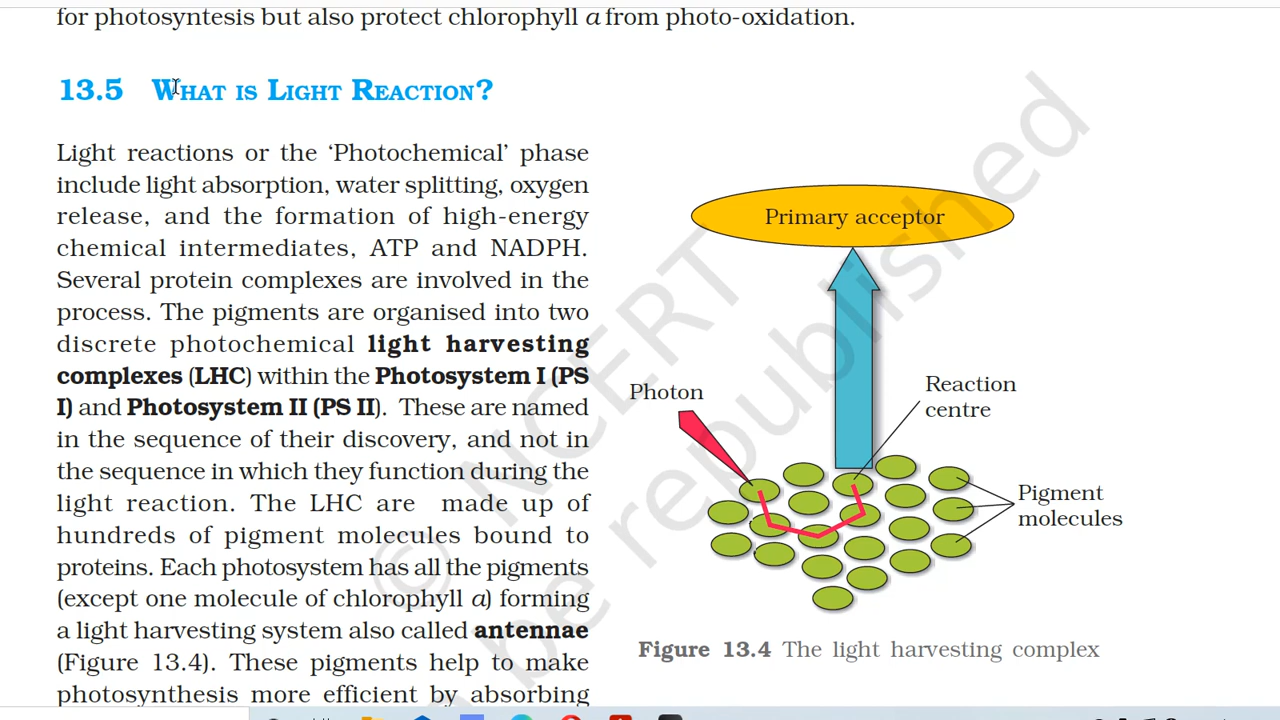 for photosyntesis but also protect chlorophyll a from photo-oxidation.
13.5 WHAT IS LIGHT REACTION?
Light reactions or the ‘Photochemical’ phase
include light absorption, water splitting, oxygen
release, and the formation of high-energy
chemical intermediates, ATP and NADPH.
Several protein complexes are involved in the
process. The pigments are organised into two
discrete photochemical light harvesting
complexes (LHC) within the Photosystem I (PS
I) and Photosystem II (PS II). These are named
in the sequence of their discovery, and not in
the sequence in which they function during the
light reaction. The LHC are made up of
hundreds of pigment molecules bound to
proteins. Each photosystem has all the pigments
(except one molecule of chlorophyll a) forming
a light harvesting system also called antennae
(Figure 13.4). These pigments help to make
photosynthesis more efficient by absorbing
Primary acceptor
Photon
Reaction
centre
Pigment
molecules
Figure 13.4 The light harvesting complex
© NCERT
be republished